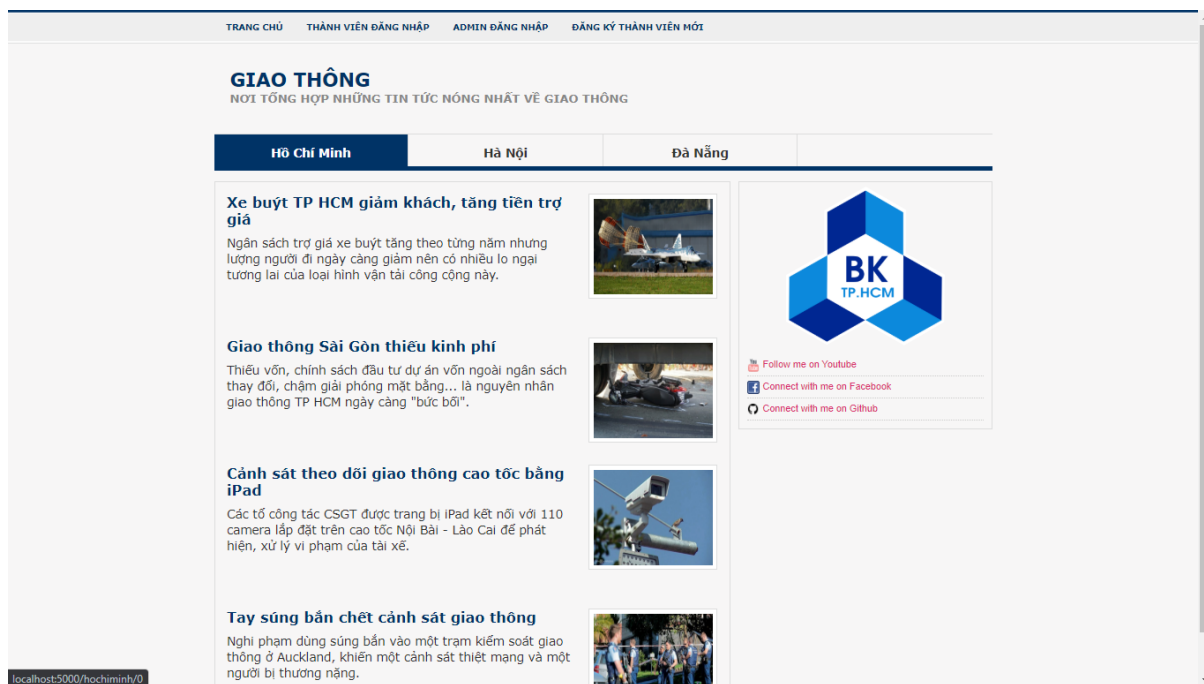 TRANG CHỦ THÀNH VIÊN ĐĂNG NHẬP ADMIN ĐĂNG NHẬP ĐĂNG KÝ THÀNH VIÊN MỚI
GIAO THÔNG
NƠI TỔNG HỢP NHỮNG TIN TỨC NÓNG NHẤT VỀ GIAO THÔNG
Hồ Chí Minh Hà Nội Đà Nẵng
Xe buýt TP HCM giảm khách, tăng tiền trợ
giá
Ngân sách trợ giá xe buýt tăng theo từng năm nhưng
lượng người đi ngày càng giảm nên có nhiều lo ngại
tương lai của loại hình vận tải công cộng này.
Giao thông Sài Gòn thiếu kinh phí
Thiếu vốn, chính sách đầu tư dự án vốn ngoài ngân sách
thay đổi, chậm giải phóng mặt bằng... là nguyên nhân
giao thông TP HCM ngày càng "bức bối".
Cảnh sát theo dõi giao thông cao tốc bằng
iPad
Các tổ công tác CSGT được trang bị iPad kết nối với 110
camera lắp đặt trên cao tốc Nội Bài - Lào Cai để phát
hiện, xử lý vi phạm của tài xế.
Tay súng bắn chết cảnh sát giao thông
Nghi phạm dùng súng bắn vào một trạm kiểm soát giao
thông ở Auckland, khiến một cảnh sát thiệt mạng và một
người bị thương nặng.
BK
TP.HCM
Follow me on Youtube
Connect with me on Facebook
Connect with me on Github
localhost:5000/hochiminh/0